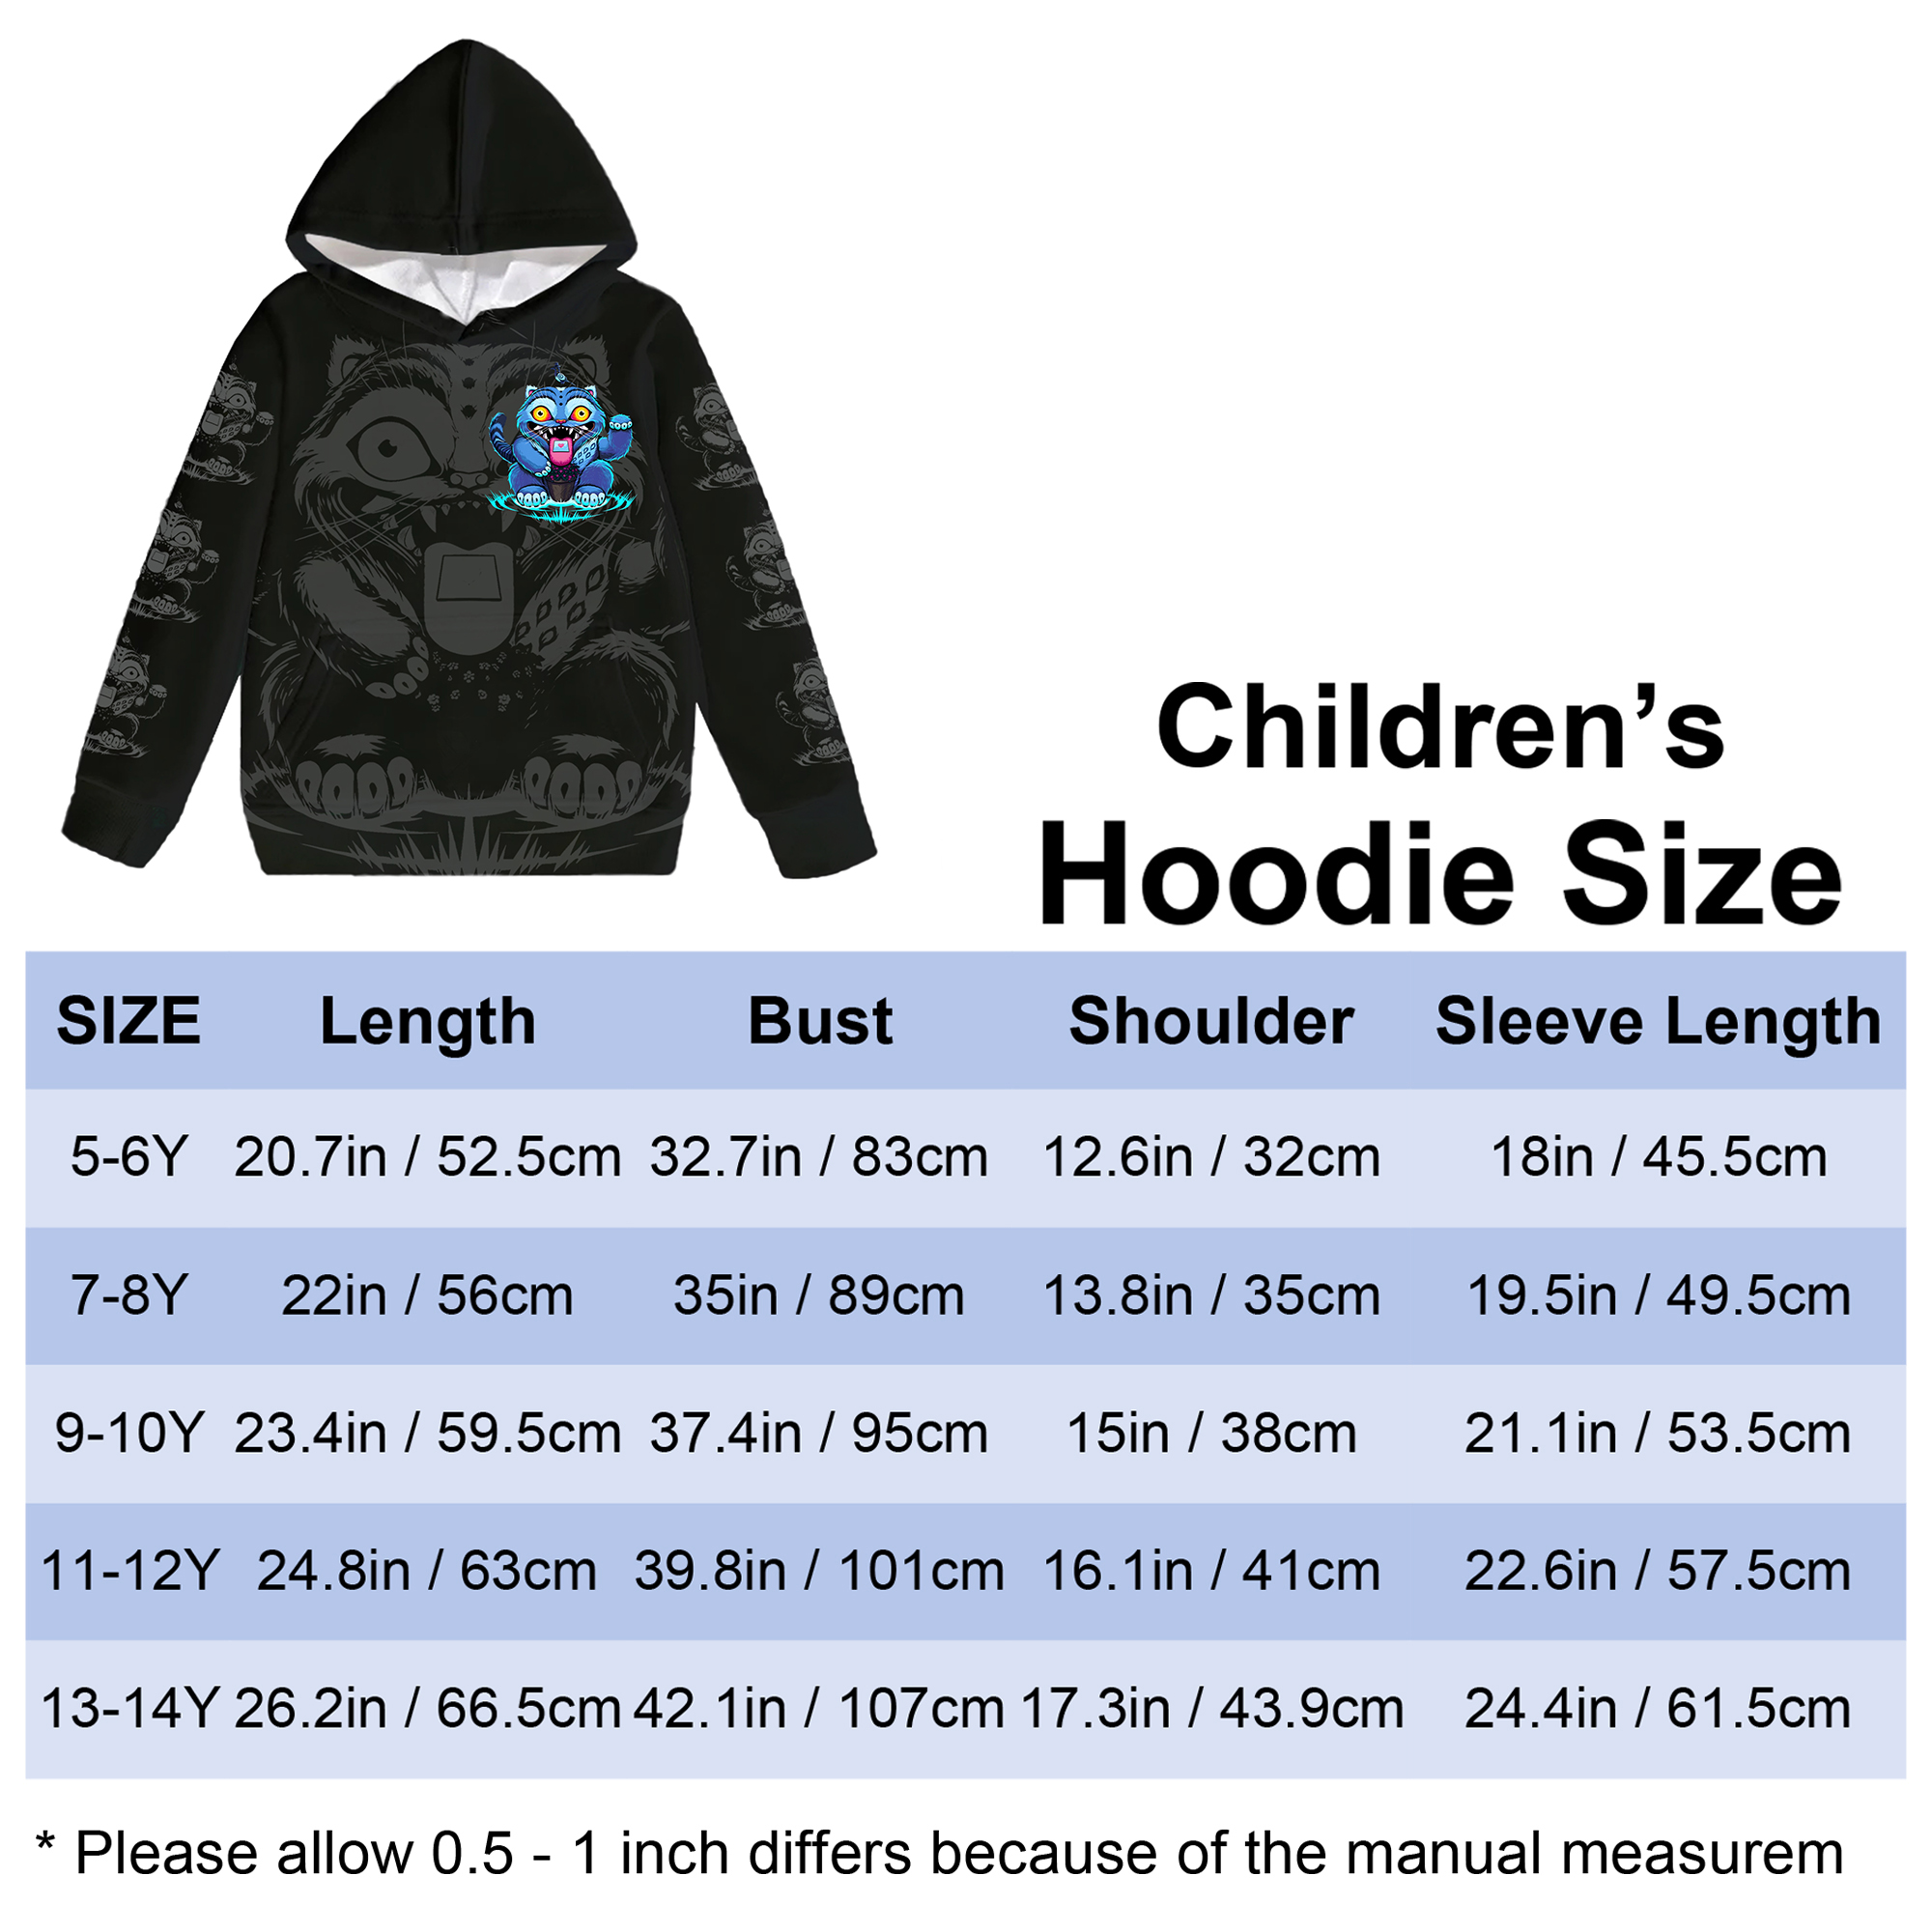 Children’s
Hoodie Size
SIZE Length Bust Shoulder Sleeve Length
5-6Y 20.7in / 52.5cm 32.7in / 83cm 12.6in / 32cm 18in / 45.5cm
7-8Y 22in / 56cm 35in / 89cm 13.8in / 35cm 19.5in / 49.5cm
9-10Y 23.4in / 59.5cm 37.4in / 95cm 15in / 38cm 21.1in / 53.5cm
11-12Y 24.8in / 63cm 39.8in / 101cm 16.1in / 41cm 22.6in / 57.5cm
13-14Y 26.2in / 66.5cm 42.1in / 107cm 17.3in / 43.9cm 24.4in / 61.5cm
* Please allow 0.5 - 1 inch differs because of the manual measurem